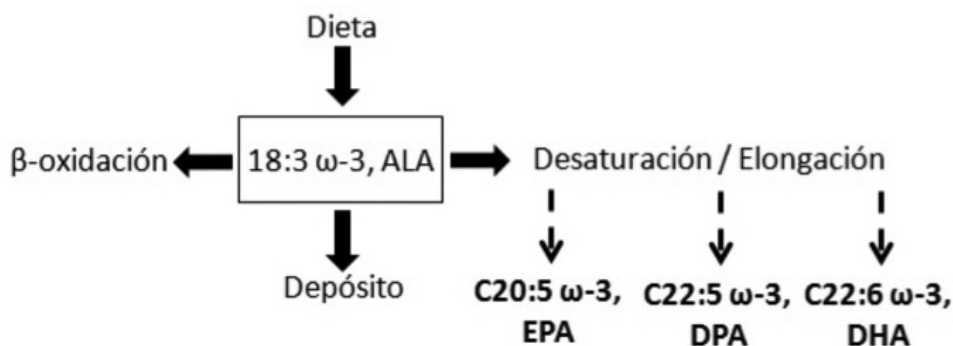 Dieta
β-oxidación
18:3 ω-3, ALA
Desaturación / Elongación
Depósito
C20:5 ω-3,
EPA
C22:5 ω-3,
DPA
C22:6 ω-3,
DHA